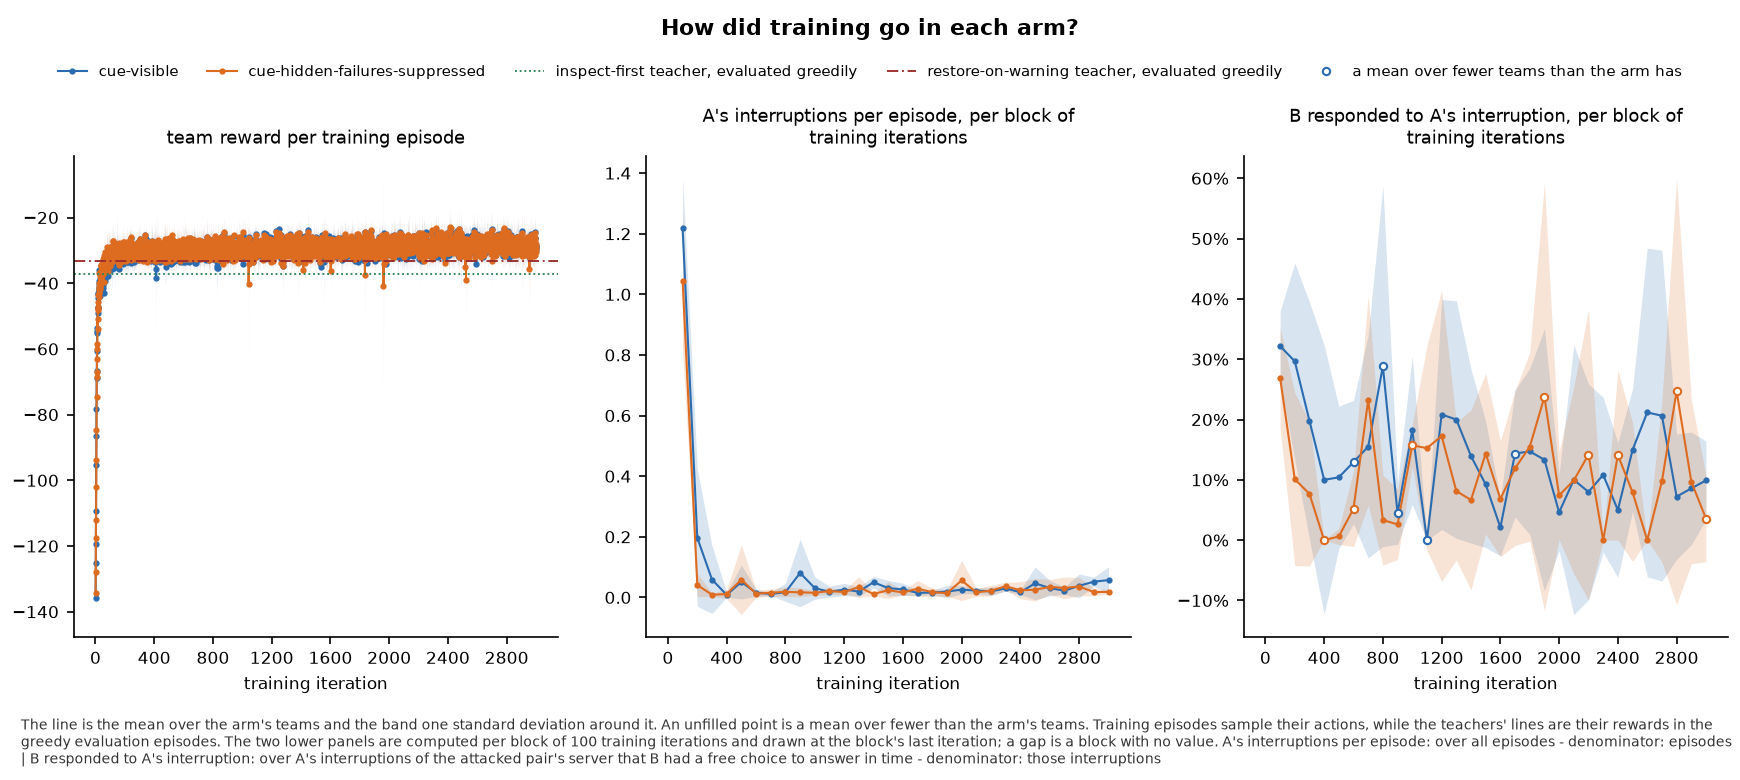 How did training go in each arm?
cue-visible
cue-hidden-failures-suppressed
inspect-first teacher, evaluated greedily
restore-on-warning teacher, evaluated greedily
a mean over fewer teams than the arm has
team reward per training episode
−20
−40
−60
−80
−100
−120
−140
0 400 800 1200 1600 2000 2400 2800
training iteration
A's interruptions per episode, per block of
training iterations
1.4
1.2
1.0
0.8
0.6
0.4
0.2
0.0
0 400 800 1200 1600 2000 2400 2800
training iteration
B responded to A's interruption, per block of
training iterations
60%
50%
40%
30%
20%
10%
0%
−10%
0 400 800 1200 1600 2000 2400 2800
training iteration
The line is the mean over the arm's teams and the band one standard deviation around it. An unfilled point is a mean over fewer than the arm's teams. Training episodes sample their actions, while the teachers' lines are their rewards in the
greedy evaluation episodes. The two lower panels are computed per block of 100 training iterations and drawn at the block's last iteration; a gap is a block with no value. A's interruptions per episode: over all episodes - denominator: episodes
| B responded to A's interruption: over A's interruptions of the attacked pair's server that B had a free choice to answer in time - denominator: those interruptions